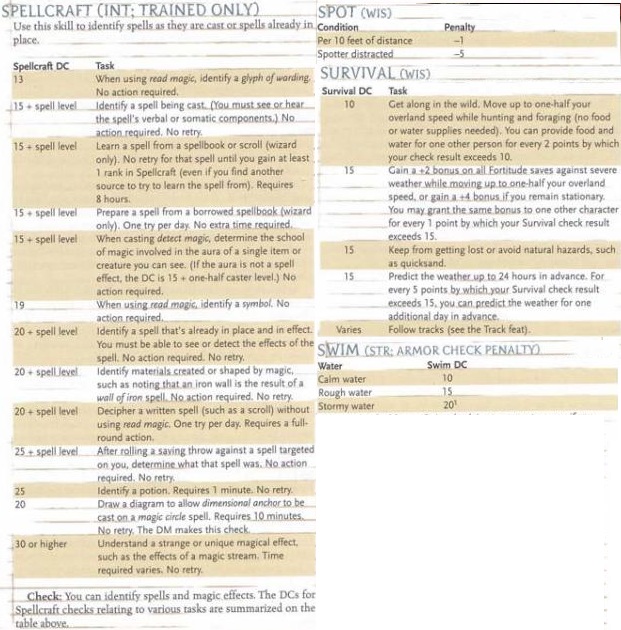 SPELLCRAFT (INT; TRAINED ONLY)
Use this skill to identify spells as they are cast or spells already in
place.
Spellcraft DC Task
13 When using read magic, identify a glyph of warding.
No action required.
15 + spell level Identify a spell being cast. (You must see or hear
the spell's verbal or somatic components.) No
action required. No retry.
15 + spell level Learn a spell from a spellbook or scroll (wizard
only). No retry for that spell until you gain at least
1 rank in Spellcraft (even if you find another
source to try to learn the spell from). Requires
8 hours.
15 + spell level Prepare a spell from a borrowed spellbook (wizard
only). One try per day. No extra time required.
15 + spell level When casting detect magic, determine the school
of magic involved in the aura of a single item or
creature you can see. (If the aura is not a spell
effect, the DC is 15 + one-half caster level.) No
action required.
19 When using read magic, identify a symbol. No
action required.
20 + spell level Identify a spell that's already in place and in effect.
You must be able to see or detect the effects of the
spell. No action required. No retry.
20 + spell level Identify materials created or shaped by magic,
such as noting that an iron wall is the result of a
wall of iron spell. No action required. No retry.
20 + spell level Decipher a written spell (such as a scroll) without
using read magic. One try per day. Requires a full-
round action.
25 + spell level After rolling a saving throw against a spell targeted
on you, determine what that spell was. No action
required. No retry.
25 Identify a potion. Requires 1 minute. No retry.
20 Draw a diagram to allow dimensional anchor to be
cast on a magic circle spell. Requires 10 minutes.
No retry. The DM makes this check.
30 or higher Understand a strange or unique magical effect,
such as the effects of a magic stream. Time
required varies. No retry.
Check: You can identify spells and magic effects. The DCs for
Spellcraft checks relating to various tasks are summarized on the
table above.
SPOT (WIS)
Condition Penalty
Per 10 feet of distance –1
Spotter distracted –5
SURVIVAL (WIS)
Survival DC Task
10 Get along in the wild. Move up to one-half your
overland speed while hunting and foraging (no food
or water supplies needed). You can provide food and
water for one other person for every 2 points by which
your check result exceeds 10.
15 Gain a +2 bonus on all Fortitude saves against severe
weather while moving up to one-half your overland
speed, or gain a +4 bonus if you remain stationary.
You may grant the same bonus to one other character
for every 1 point by which your Survival check result
exceeds 15.
15 Keep from getting lost or avoid natural hazards, such
as quicksand.
15 Predict the weather up to 24 hours in advance. For
every 5 points by which your Survival check result
exceeds 15, you can predict the weather for one
additional day in advance.
Varies Follow tracks (see the Track feat).
SWIM (STR; ARMOR CHECK PENALTY)
Water Swim DC
Calm water 10
Rough water 15
Stormy water 20¹